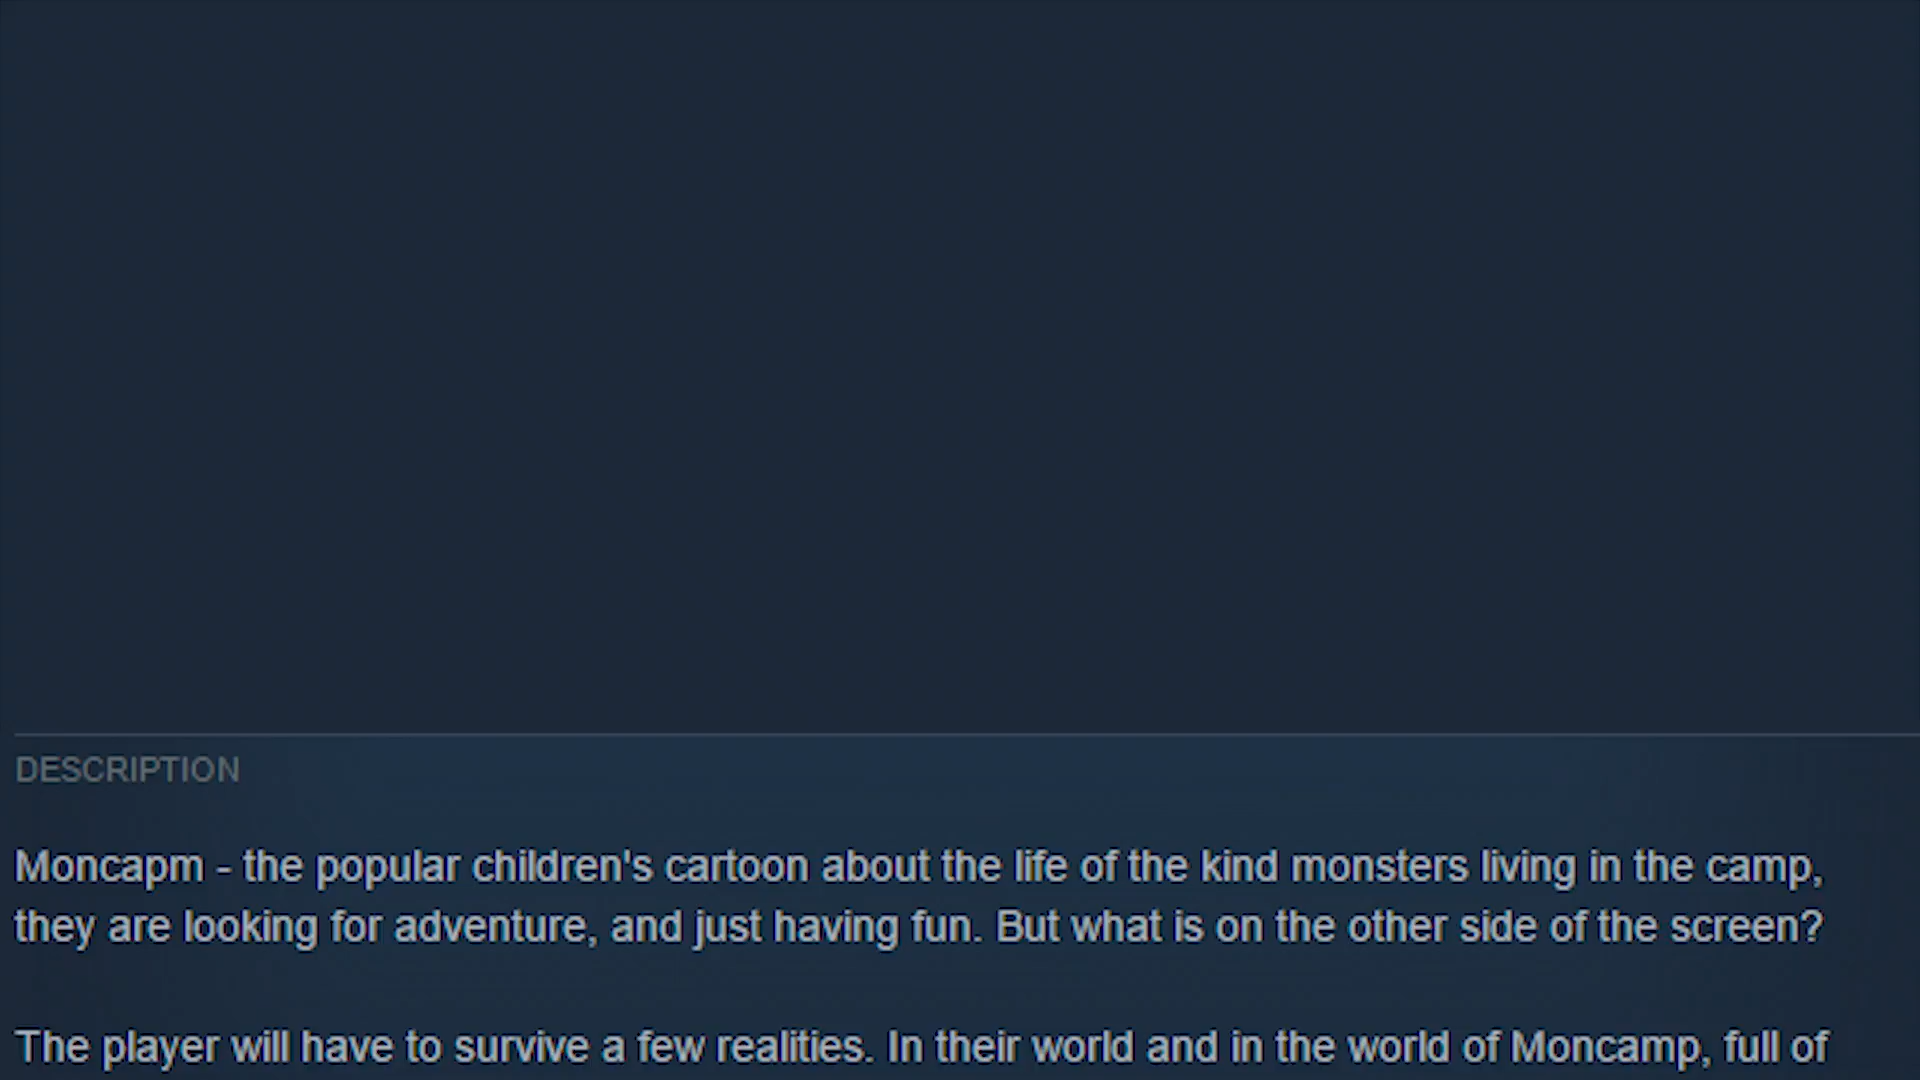 DESCRIPTION
Moncapm - the popular children's cartoon about the life of the kind monsters living in the camp,
they are looking for adventure, and just having fun. But what is on the other side of the screen?
The player will have to survive a few realities. In their world and in the world of Moncamp, full of